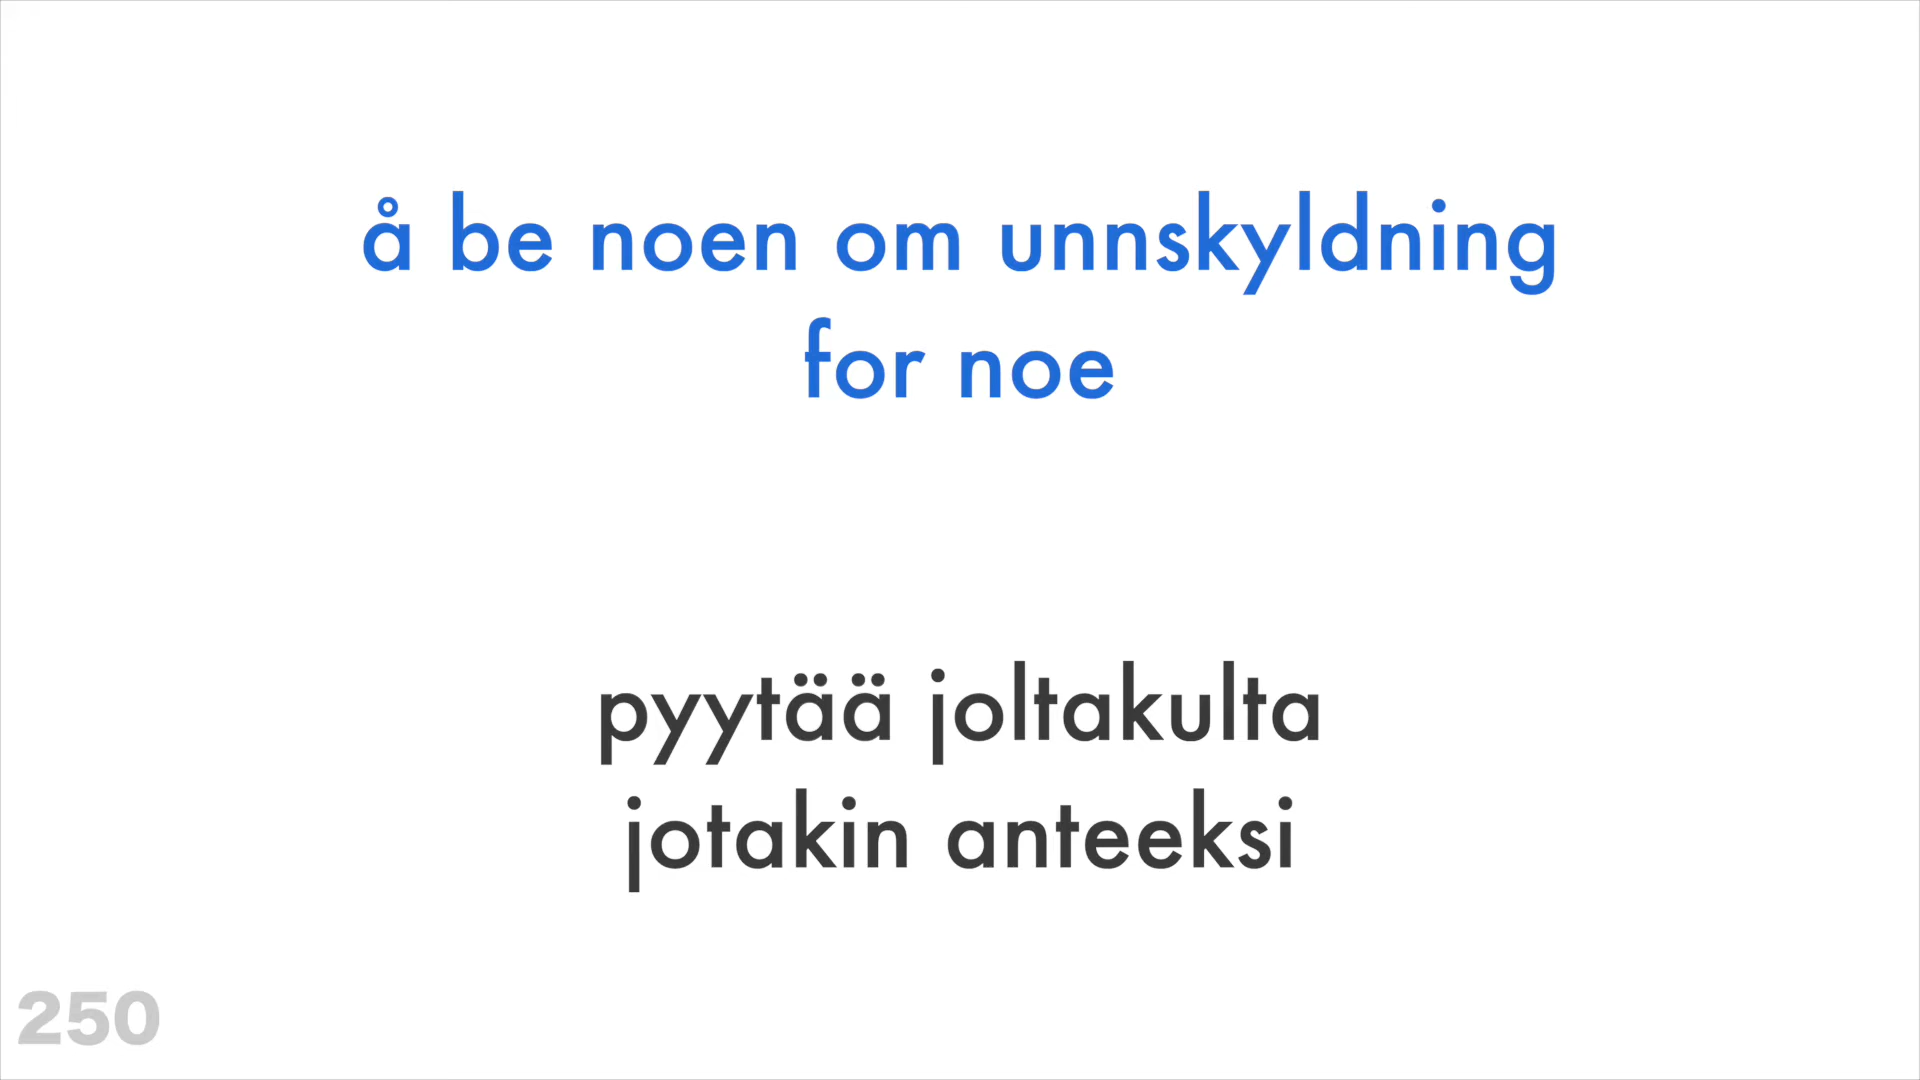 å be noen om unnskyldning
for noe
pyytää joltakulta
jotakin anteeksi
250